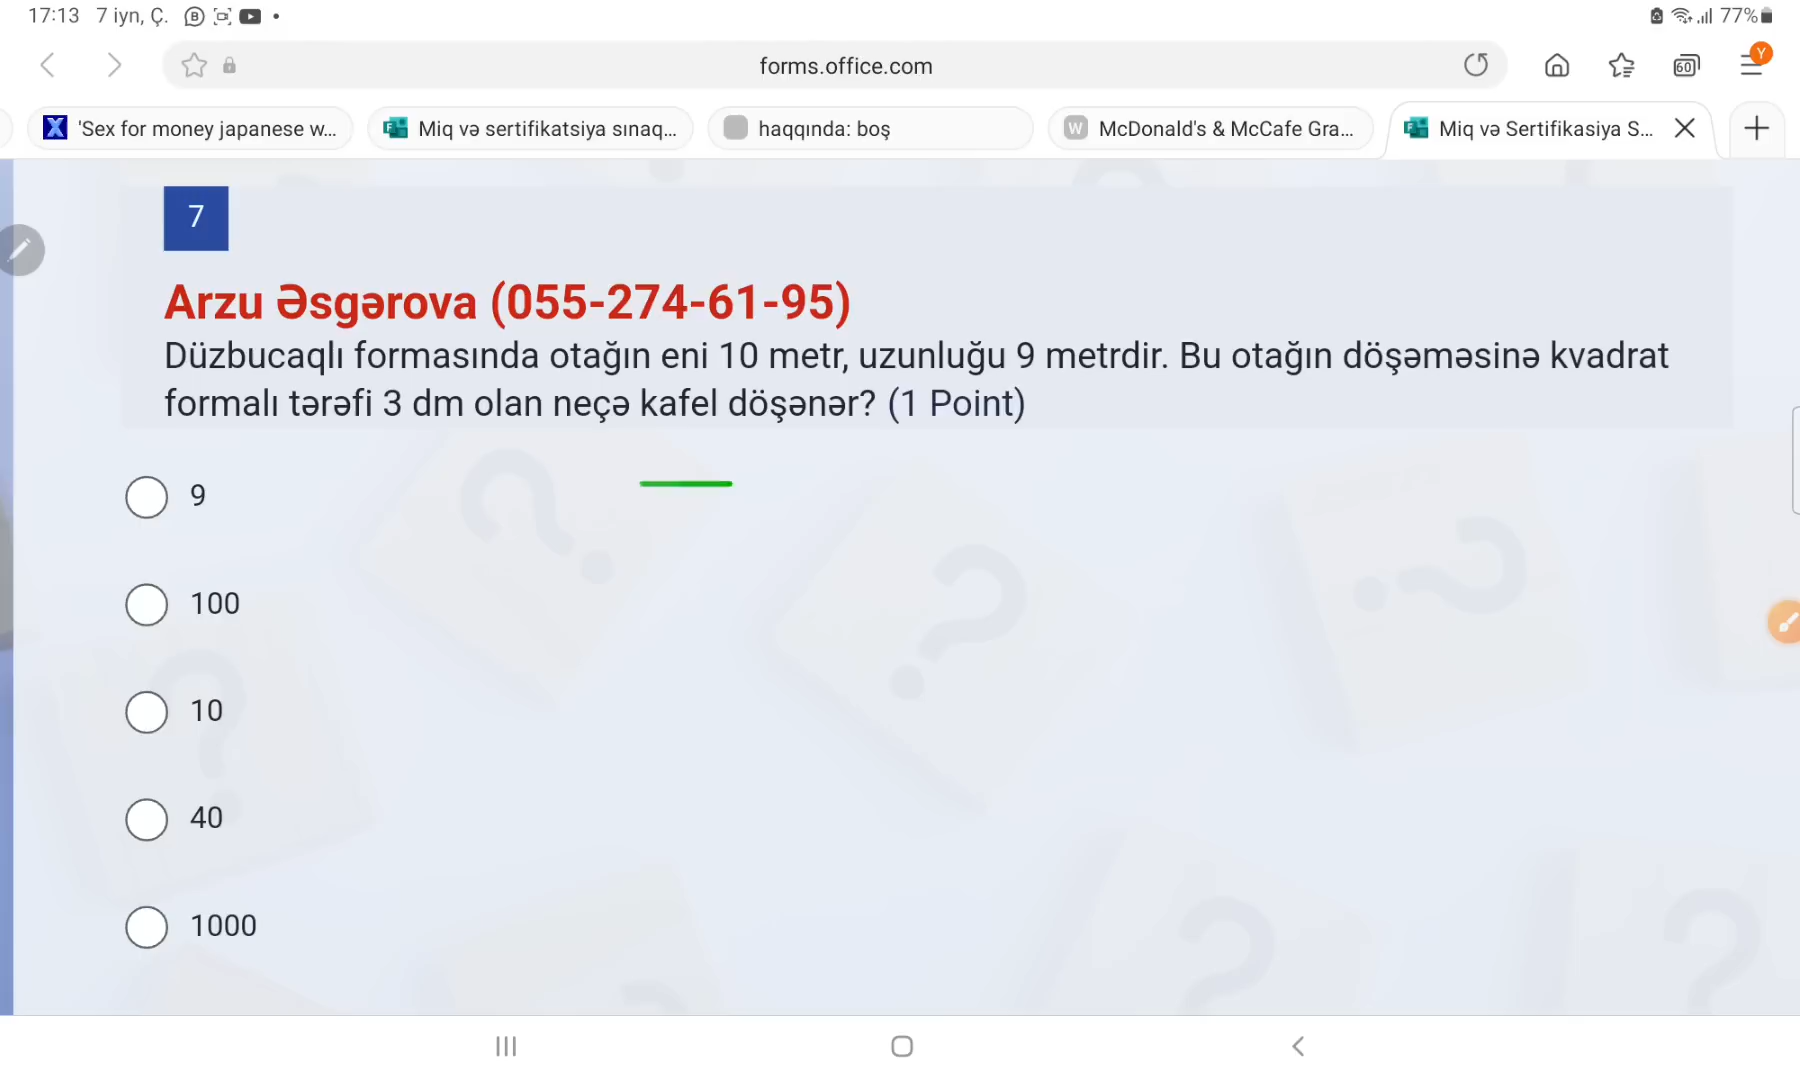 17:13 7 iyn, Ç. 77%
forms.office.com 60 Y
'Sex for money japanese w... Miq və sertifikatsiya sınaq... haqqında: boş McDonald's & McCafe Gra... Miq və Sertifikasiya S...
7
Arzu Əsgərova (055-274-61-95)
Düzbucaqlı formasında otağın eni 10 metr, uzunluğu 9 metrdir. Bu otağın döşəməsinə kvadrat
formalı tərəfi 3 dm olan neçə kafel döşənər? (1 Point)
9
100
10
40
1000